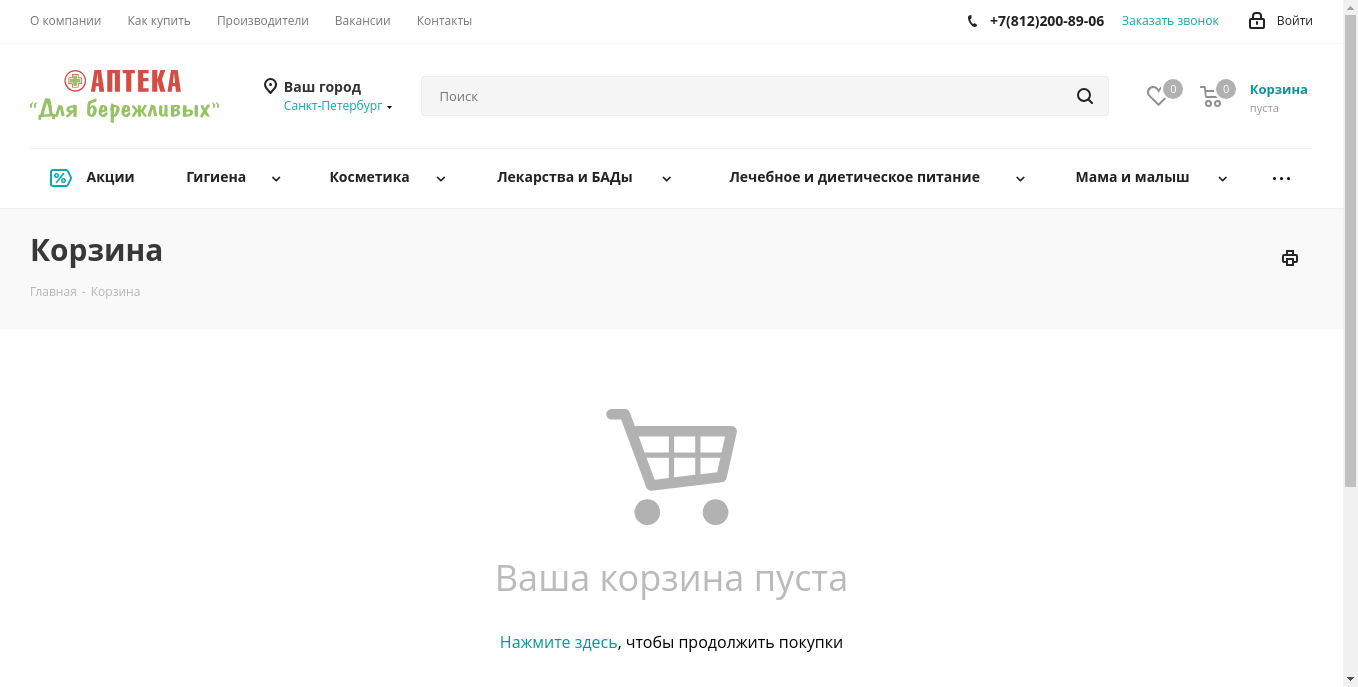 О компании Как купить Производители Вакансии Контакты +7(812)200-89-06 Заказать звонок Войти
АПТЕКА
"Для бережливых"
Ваш город
Санкт-Петербург
Поиск
0 0 Корзина
пуста
Акции Гигиена Косметика Лекарства и БАДы Лечебное и диетическое питание Мама и малыш
Корзина
Главная - Корзина
Ваша корзина пуста
Нажмите здесь, чтобы продолжить покупки